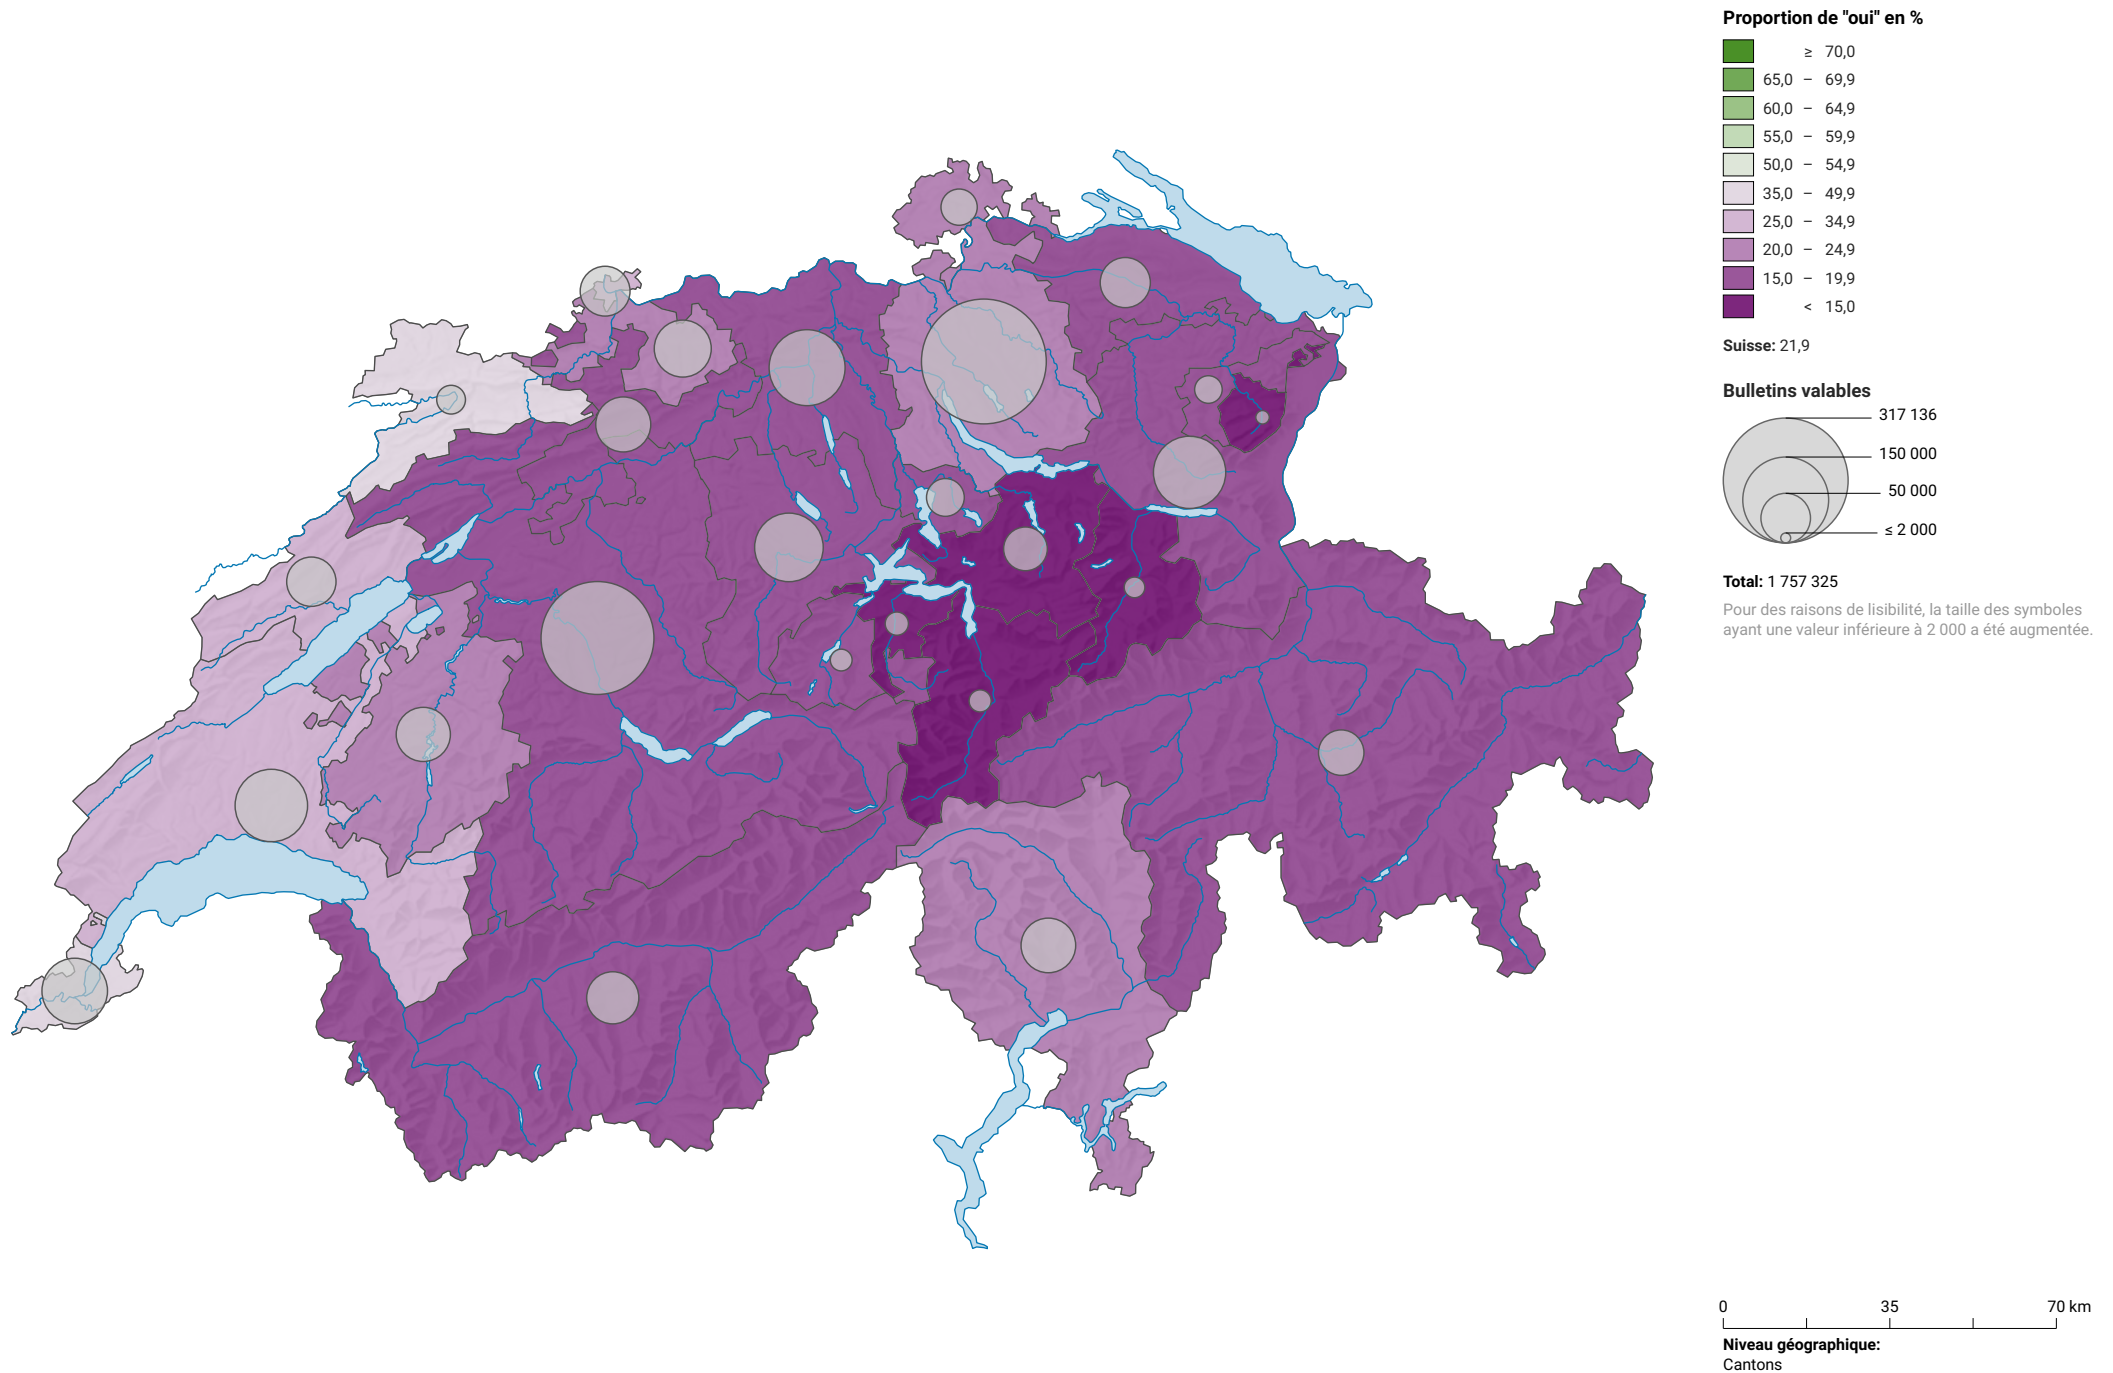 Proportion de "oui" en %
≥ 70,0
65,0 – 69,9
60,0 – 64,9
55,0 – 59,9
50,0 – 54,9
35,0 – 49,9
25,0 – 34,9
20,0 – 24,9
15,0 – 19,9
< 15,0
Suisse: 21,9
Bulletins valables
317 136
150 000
50 000
≤ 2 000
Total: 1 757 325
Pour des raisons de lisibilité, la taille des symboles
ayant une valeur inférieure à 2 000 a été augmentée.
0 35 70 km
Niveau géographique:
Cantons